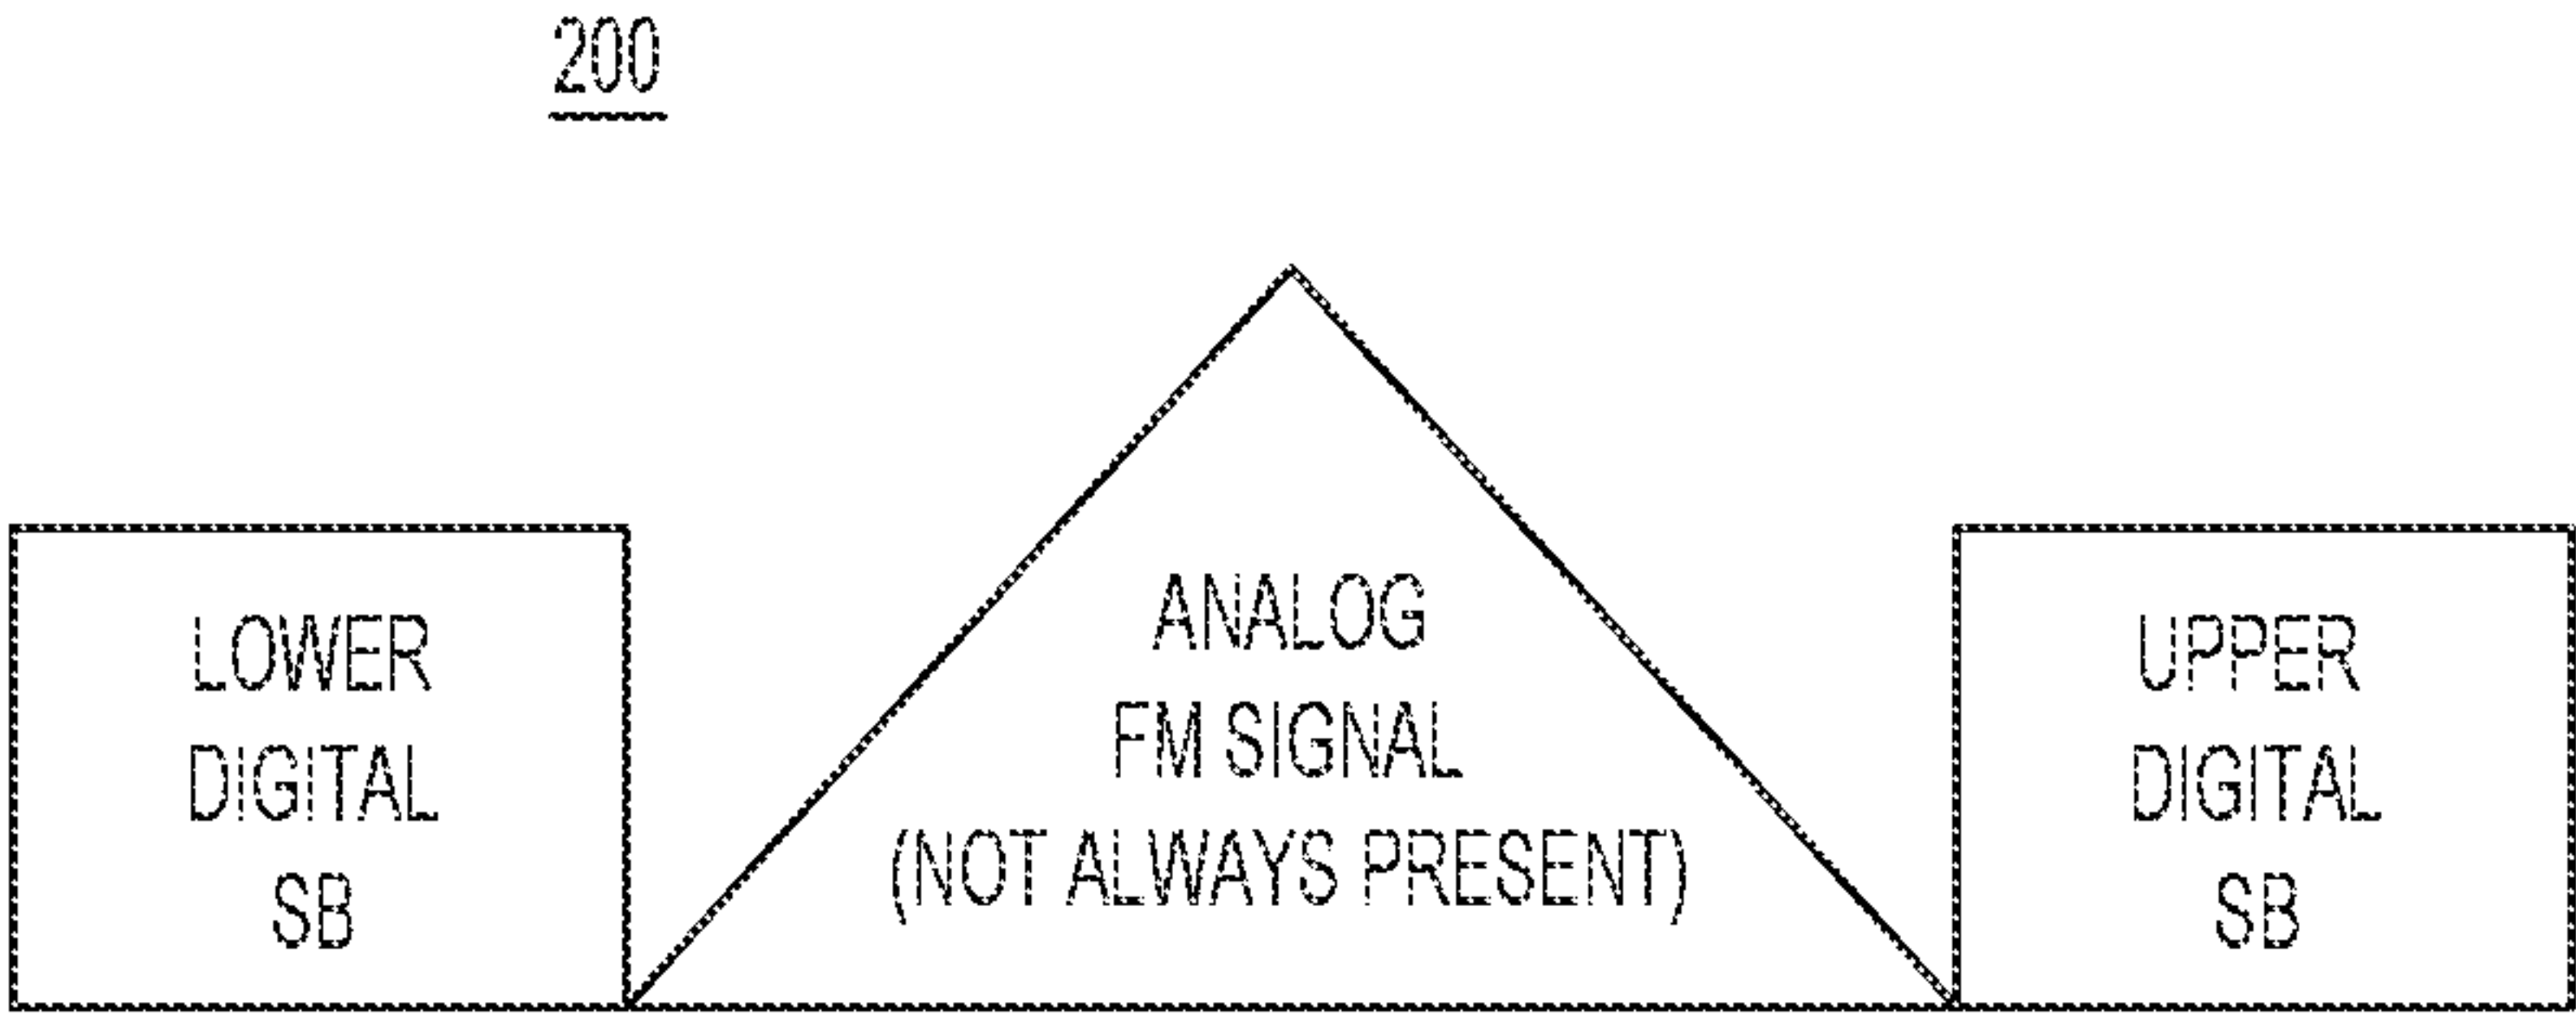 200
LOWER
DIGITAL
SB
ANALOG
FM SIGNAL
(NOT ALWAYS PRESENT)
UPPER
DIGITAL
SB